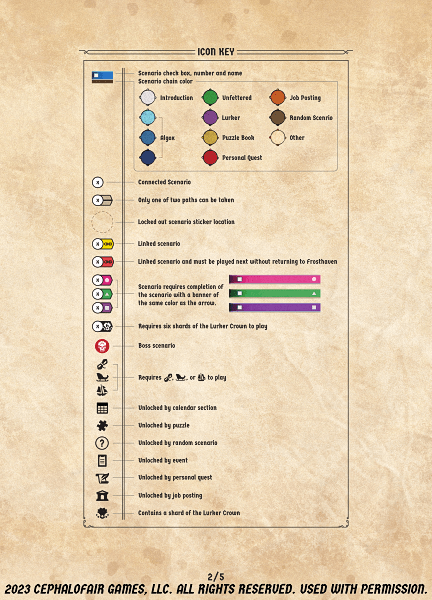 ICON KEY
Scenario check box, number and name
Scenario chain color
Introduction
Unfettered
Job Posting
Lurker
Random Scenrio
Algox
Puzzle Book
Other
Personal Quest
X Connected Scenario
X Only one of two paths can be taken
Locked out scenario sticker location
X Linked scenario
X Linked scenario and must be played next without returning to Frosthaven
X
X
X
Scenario requires completion of
the scenario with a banner of
the same color as the arrow.
X Requires six shards of the Lurker Crown to play
Boss scenario
Requires , , or to play
Unlocked by calendar section
Unlocked by puzzle
? Unlocked by random scenario
Unlocked by event
Unlocked by personal quest
Unlocked by job posting
Contains a shard of the Lurker Crown
2/5
2023 CEPHALOFAIR GAMES, LLC. ALL RIGHTS RESERVED. USED WITH PERMISSION.